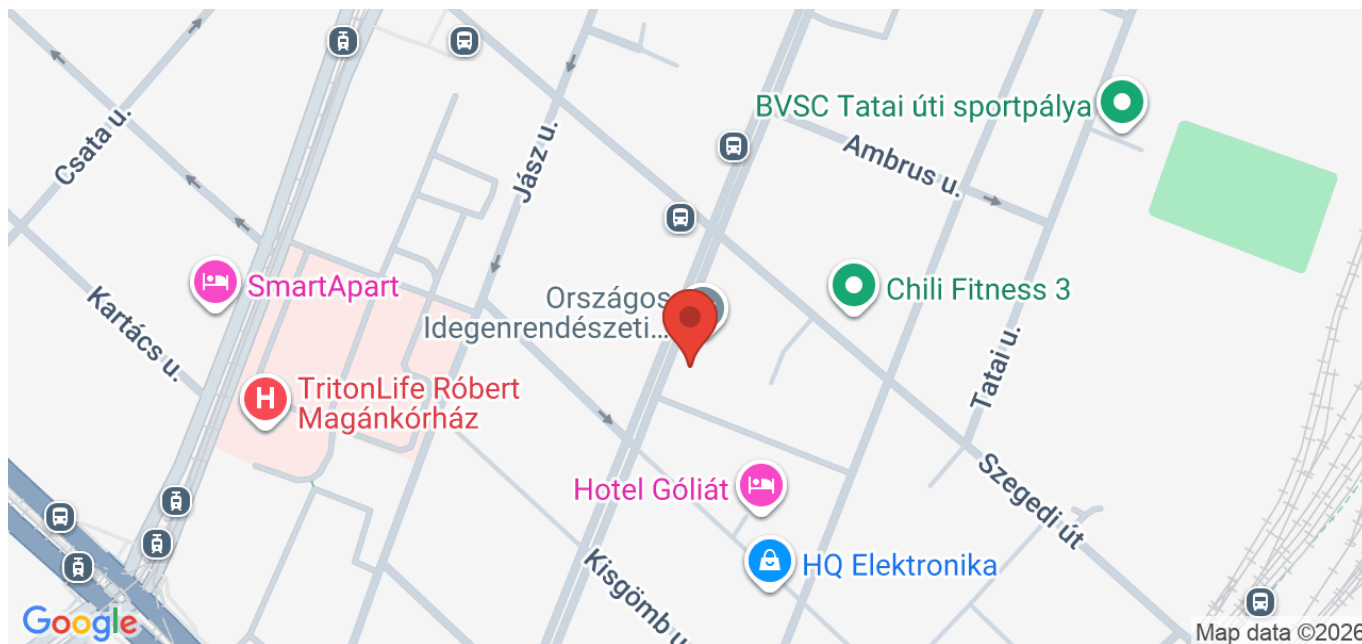 BVSC Tatai úti sportpálya
Csata u.
Jász u.
Ambrus u.
SmartApart
Országos
Idegenrendészeti...
Chili Fitness 3
Kartács u.
Tatai u.
H
TritonLife Róbert
Magánkórház
Hotel Góliát
Szegedi út
HQ Elektronika
Kisgömb u
Google
Map data ©2026